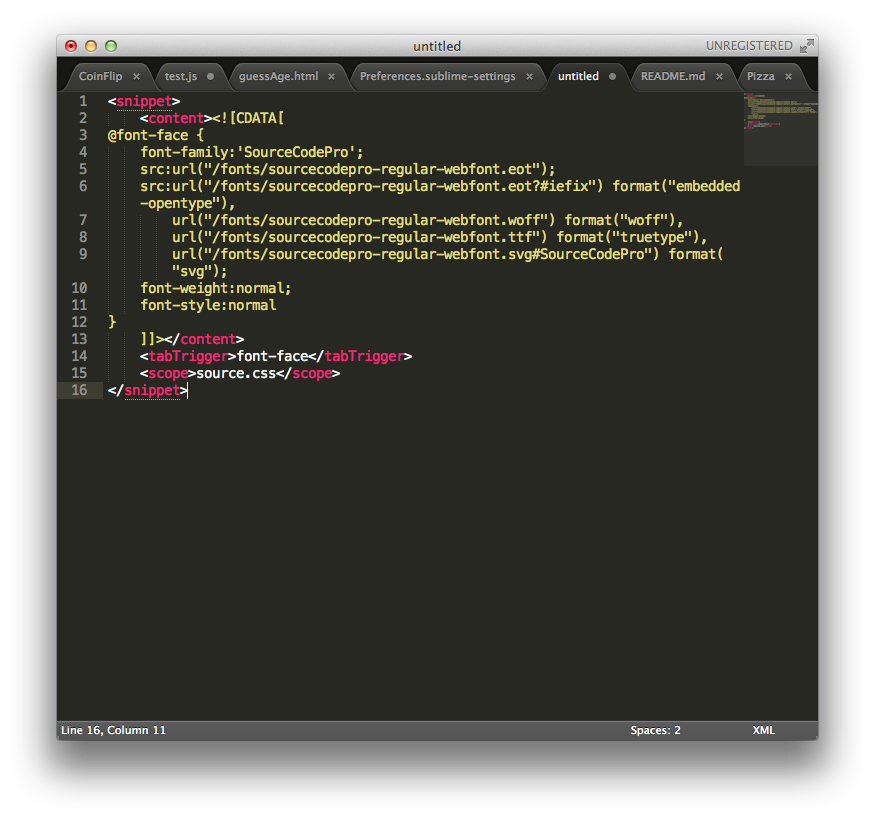 untitled
UNREGISTERED
CoinFlip × test.js guessAge.html × Preferences.sublime-settings × untitled README.md × Pizza ×
1 <snippet>
2     <content><![CDATA[
3 @font-face {
4     font-family:'SourceCodePro';
5     src:url("/fonts/sourcecodepro-regular-webfont.eot");
6     src:url("/fonts/sourcecodepro-regular-webfont.eot?#iefix") format("embedded
-opentype"),
7         url("/fonts/sourcecodepro-regular-webfont.woff") format("woff"),
8         url("/fonts/sourcecodepro-regular-webfont.ttf") format("truetype"),
9         url("/fonts/sourcecodepro-regular-webfont.svg#SourceCodePro") format(
"svg");
10     font-weight:normal;
11     font-style:normal
12 }
13     ]]></content>
14     <tabTrigger>font-face</tabTrigger>
15     <scope>source.css</scope>
16 </snippet>
Line 16, Column 11 Spaces: 2 XML